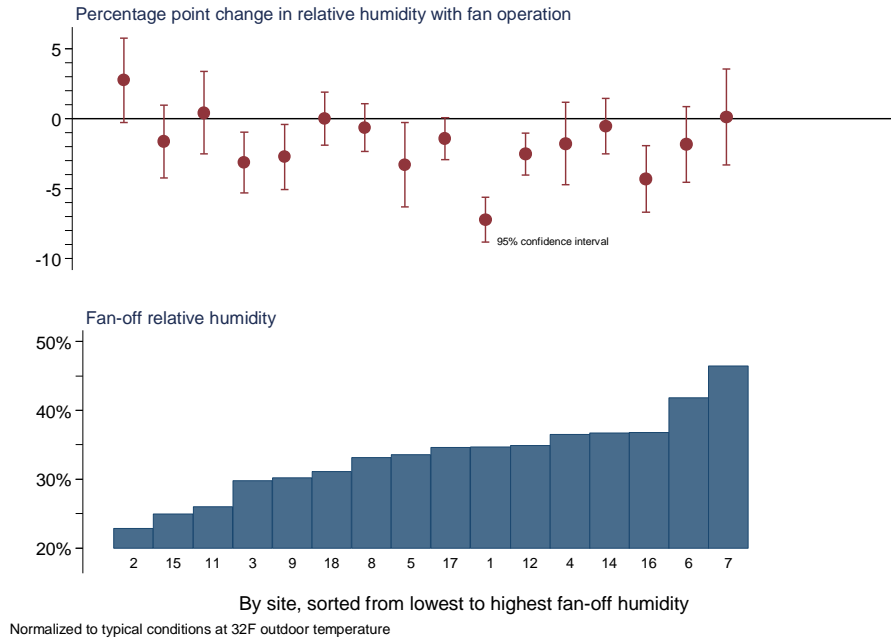 Percentage point change in relative humidity with fan operation
5
0
-5
-10
95% confidence interval
Fan-off relative humidity
50%
40%
30%
20%
2 15 11 3 9 18 8 5 17 1 12 4 14 16 6 7
By site, sorted from lowest to highest fan-off humidity
Normalized to typical conditions at 32F outdoor temperature